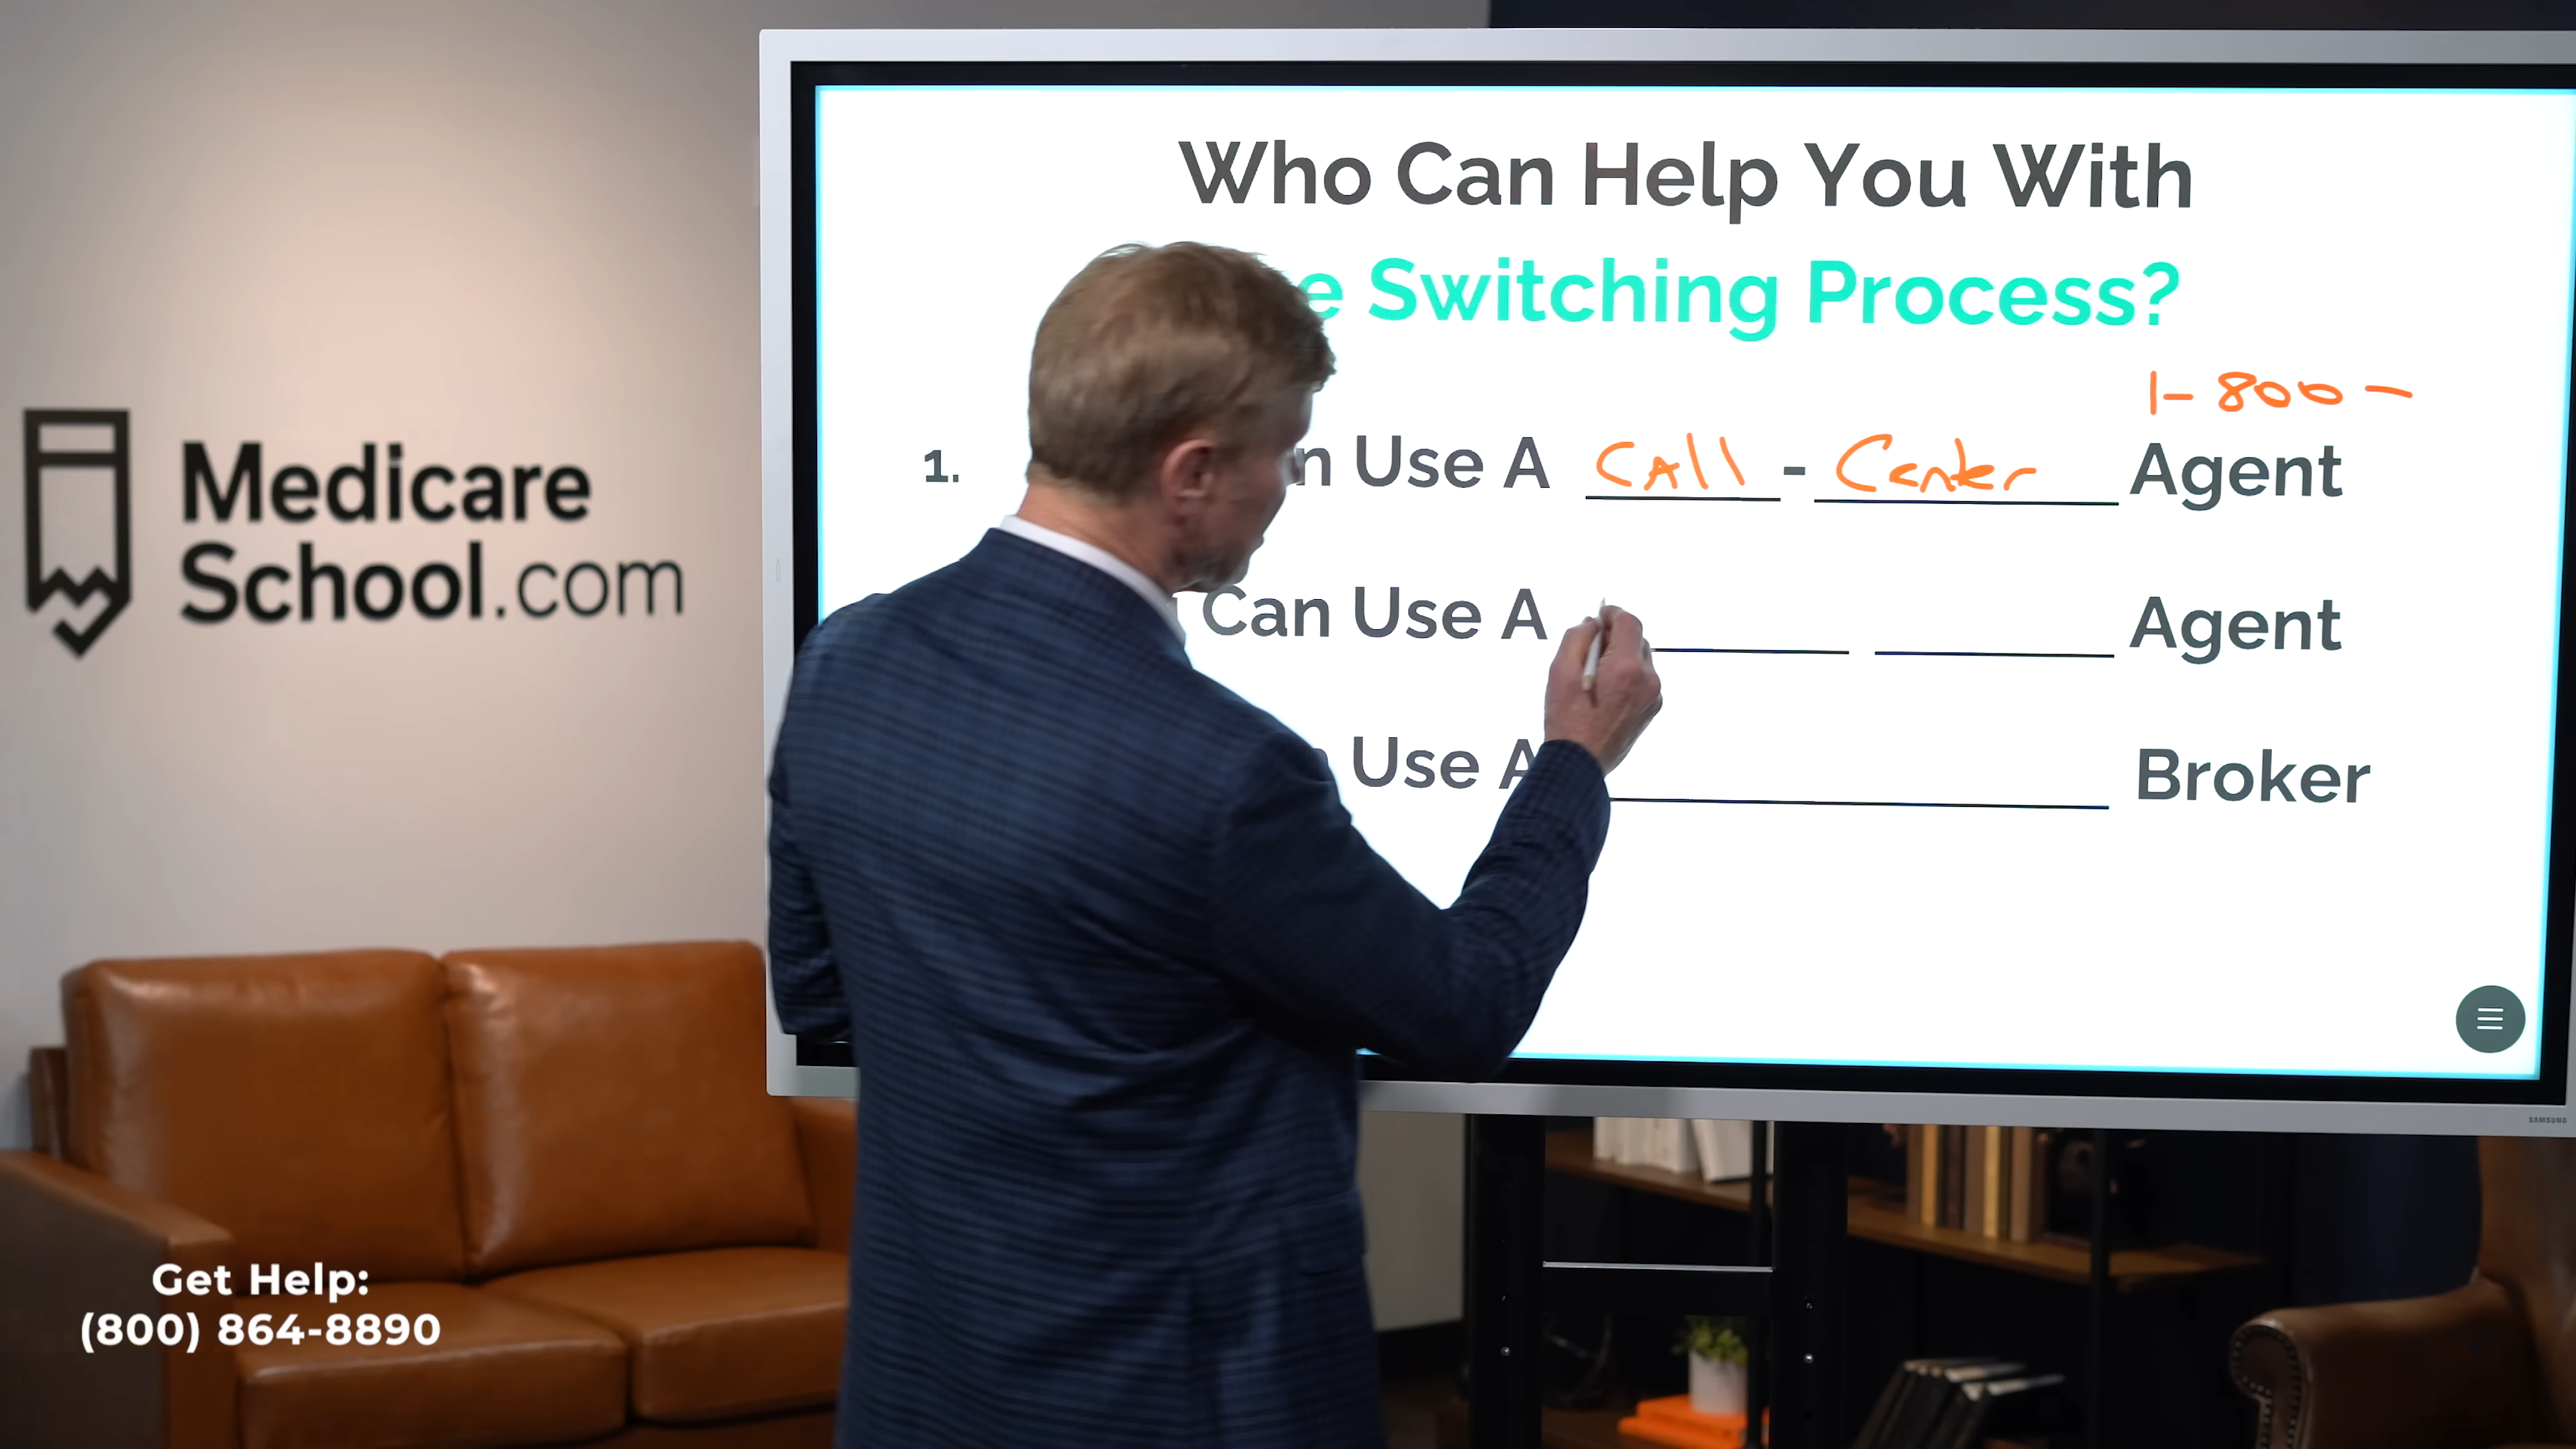 Medicare
School.com
Who Can Help You With
e Switching Process?
1-800-
1. n Use A Call - Center Agent
Can Use A Agent
Use A Broker
SAMSUNG
Get Help:
(800) 864-8890